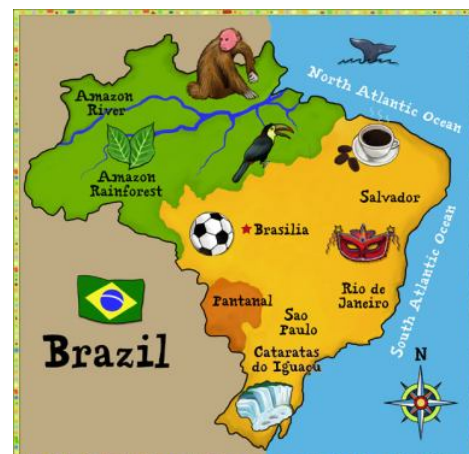 North Atlantic Ocean
Amazon
River
Amazon
Rainforest
Salvador
Brasilia
South Atlantic Ocean
Pantanal
Rio de
Janeiro
Sao
Paulo
Brazil
Cataratas
do Iguaçu
N